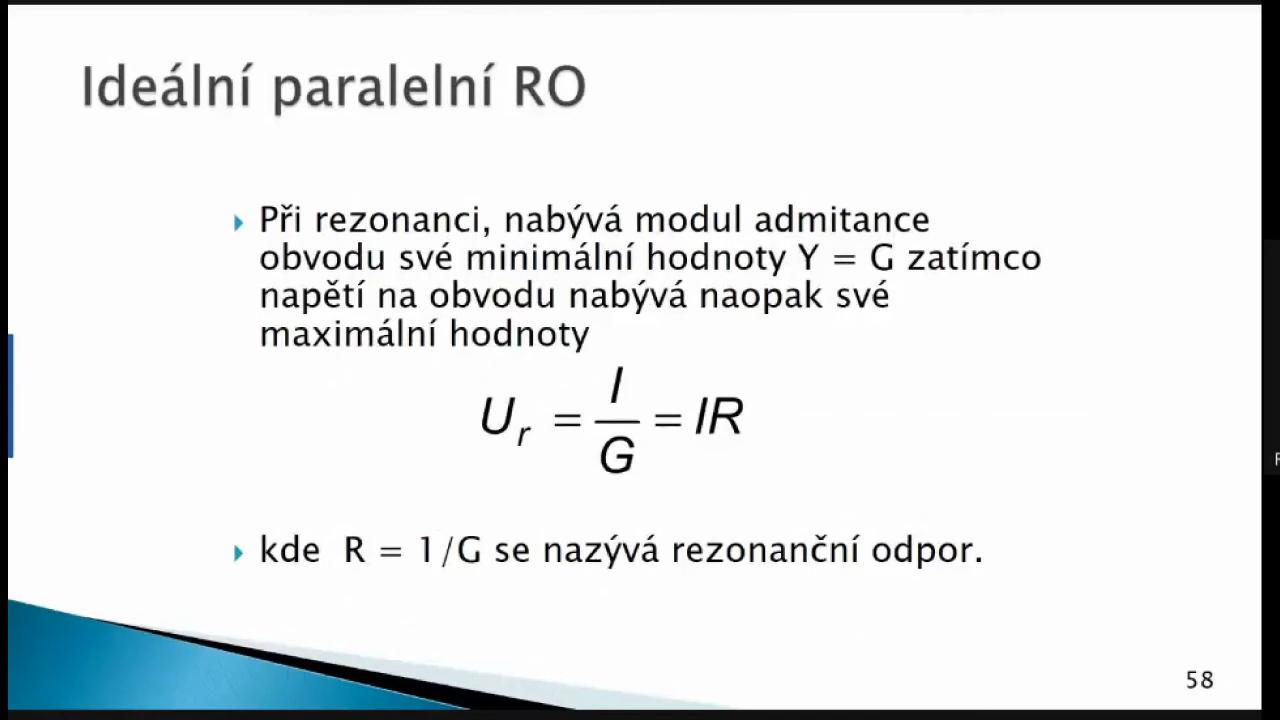 Ideální paralelní RO
Při rezonanci, nabývá modul admitance
obvodu své minimální hodnoty Y = G zatímco
napětí na obvodu nabývá naopak své
maximální hodnoty
U_r = I/G = IR
kde R = 1/G se nazývá rezonanční odpor.
58